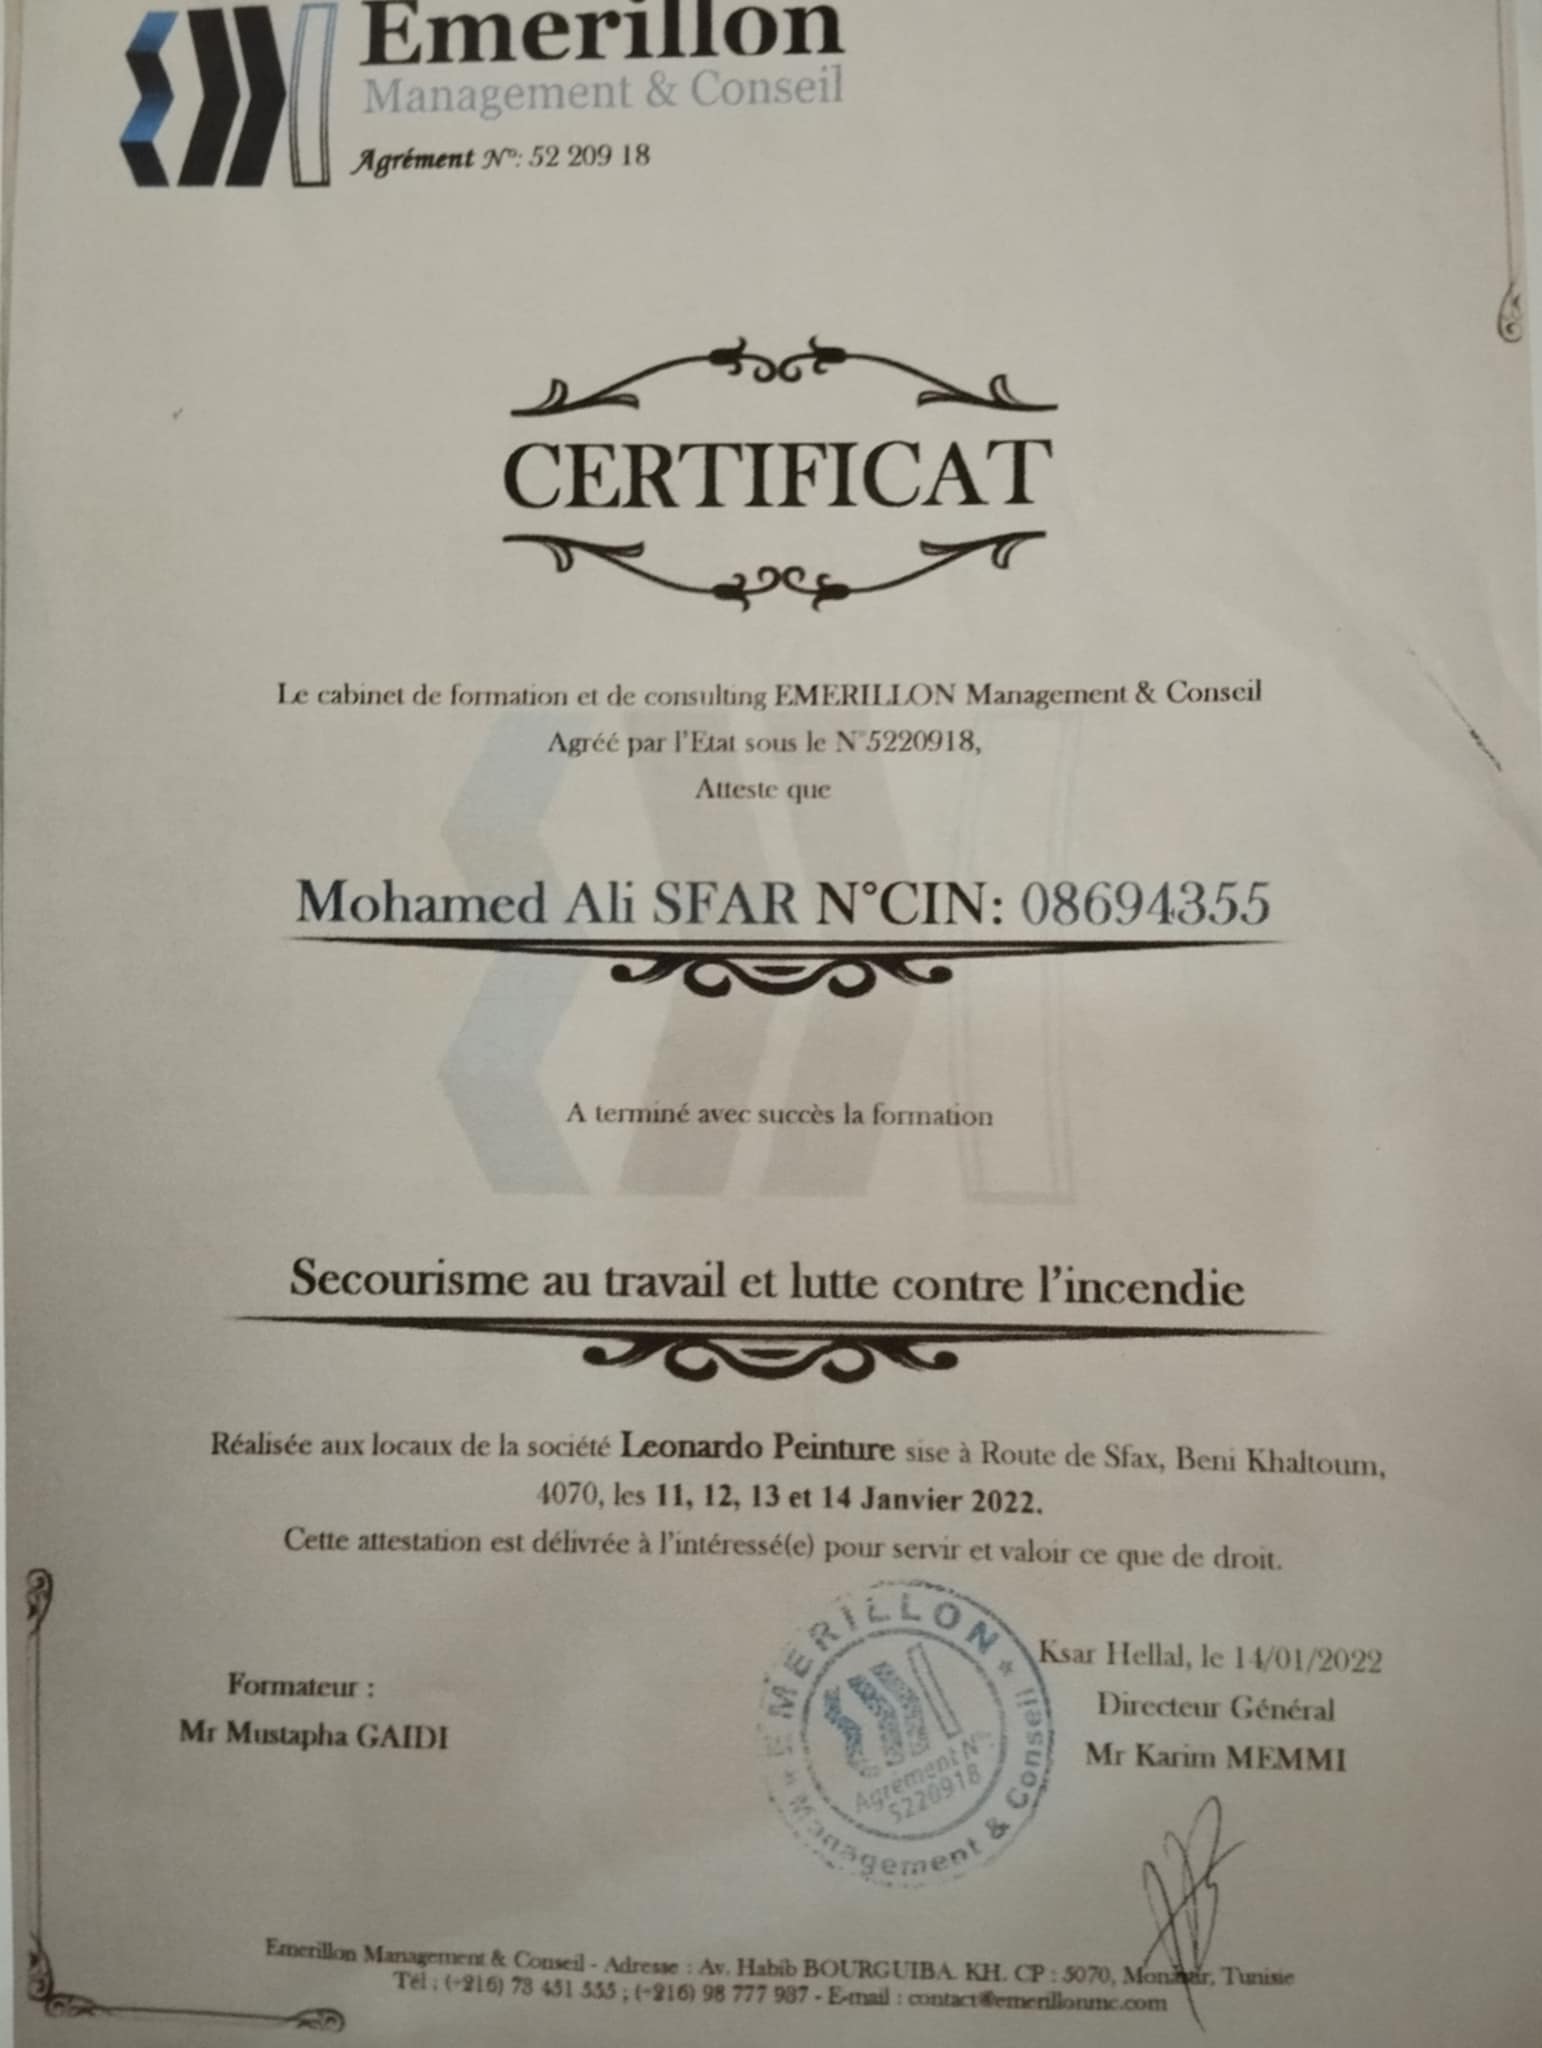 Emerillon
Management & Conseil
Agrément N°: 52 209 18
CERTIFICAT
Le cabinet de formation et de consulting EMERILLON Management & Conseil
Agréé par l'Etat sous le N°5220918,
Atteste que
Mohamed Ali SFAR N°CIN: 08694355
A terminé avec succès la formation
Secourisme au travail et lutte contre l'incendie
Réalisée aux locaux de la société Leonardo Peinture sise à Route de Sfax, Beni Khaltoum,
4070, les 11, 12, 13 et 14 Janvier 2022.
Cette attestation est délivrée à l'intéressé(e) pour servir et valoir ce que de droit.
Ksar Hellal, le 14/01/2022
Directeur Général
Mr Karim MEMMI
Formateur :
Mr Mustapha GAIDI
EMERILLON
Management & Conseil
Agrément N°:
5220918
Emerillon Management & Conseil - Adresse : Av. Habib BOURGUIBA. KH. CP : 5070, Monastir, Tunisie
Tél : (+216) 73 451 555 ; (+216) 98 777 987 - E-mail : contact@emerillonmc.com